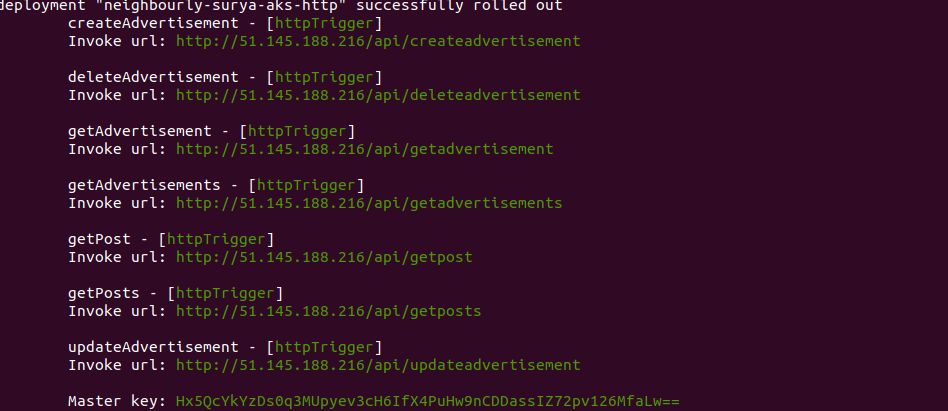 deployment "neighbourly-surya-aks-http" successfully rolled out
createAdvertisement - [httpTrigger]
Invoke url: http://51.145.188.216/api/createadvertisement
deleteAdvertisement - [httpTrigger]
Invoke url: http://51.145.188.216/api/deleteadvertisement
getAdvertisement - [httpTrigger]
Invoke url: http://51.145.188.216/api/getadvertisement
getAdvertisements - [httpTrigger]
Invoke url: http://51.145.188.216/api/getadvertisements
getPost - [httpTrigger]
Invoke url: http://51.145.188.216/api/getpost
getPosts - [httpTrigger]
Invoke url: http://51.145.188.216/api/getposts
updateAdvertisement - [httpTrigger]
Invoke url: http://51.145.188.216/api/updateadvertisement
Master key: Hx5QcYkYzDs0q3MUpyev3cH6IfX4PuHw9nCDDassIZ72pv126MfaLw==